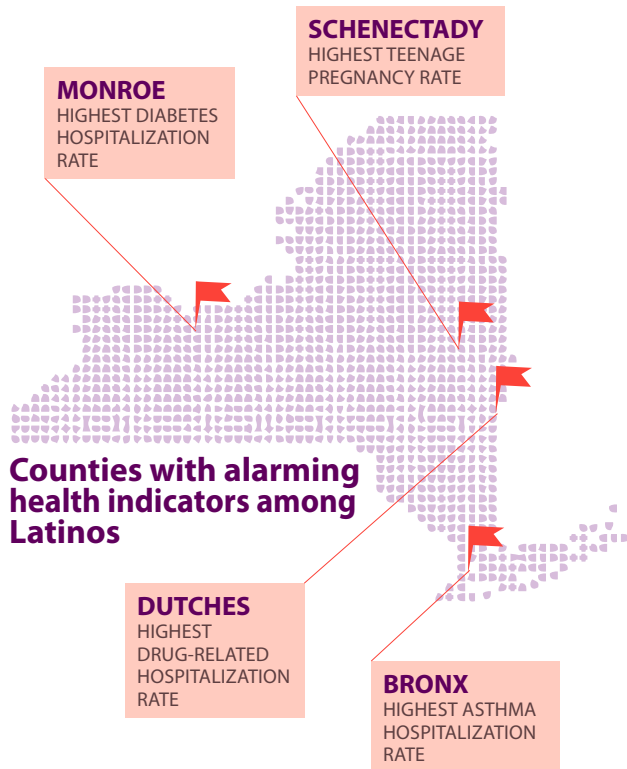 SCHENECTADY
HIGHEST TEENAGE
PREGNANCY RATE
MONROE
HIGHEST DIABETES
HOSPITALIZATION
RATE
Counties with alarming
health indicators among
Latinos
DUTCHES
HIGHEST
DRUG-RELATED
HOSPITALIZATION
RATE
BRONX
HIGHEST ASTHMA
HOSPITALIZATION
RATE